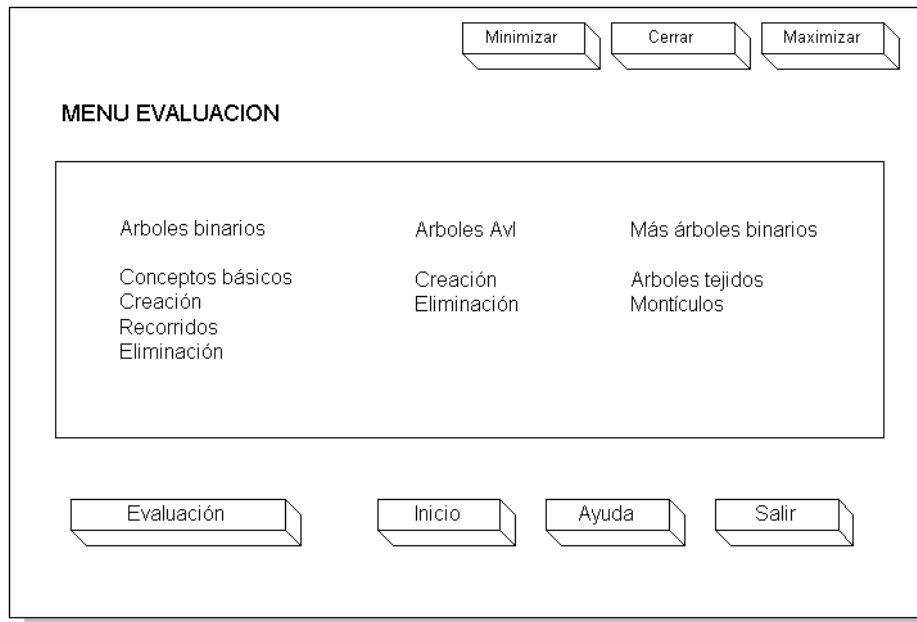 Minimizar
Cerrar
Maximizar
MENU EVALUACION
Arboles binarios
Conceptos básicos
Creación
Recorridos
Eliminación
Arboles Avl
Creación
Eliminación
Más árboles binarios
Arboles tejidos
Montículos
Evaluación
Inicio
Ayuda
Salir